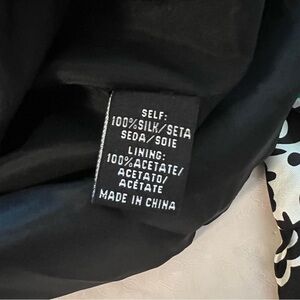 SELF:
100%SILK/SETA
SEDA/SOIE
LINING:
100%ACETATE/
ACETATO/
ACÉTATE
MADE IN CHINA